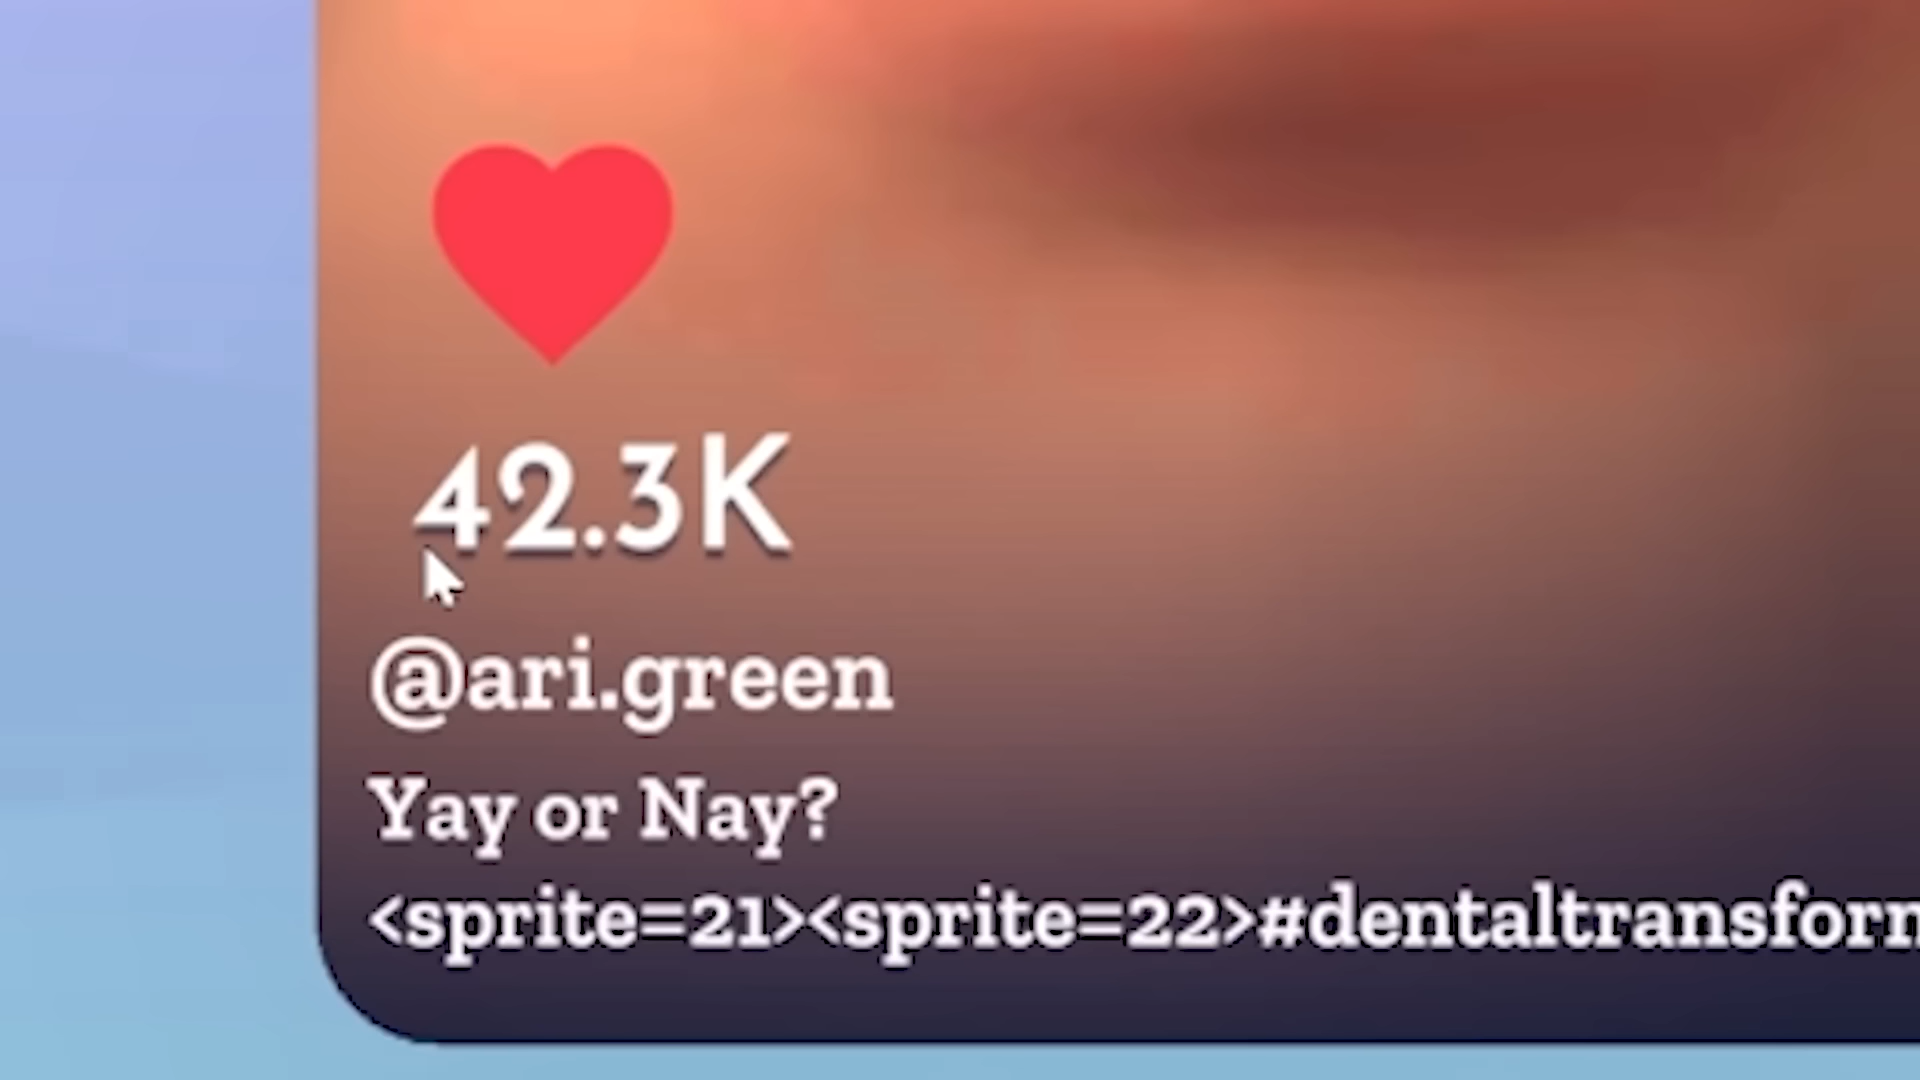 42.3K
@ari.green
Yay or Nay?
<sprite=21><sprite=22>#dentaltransform